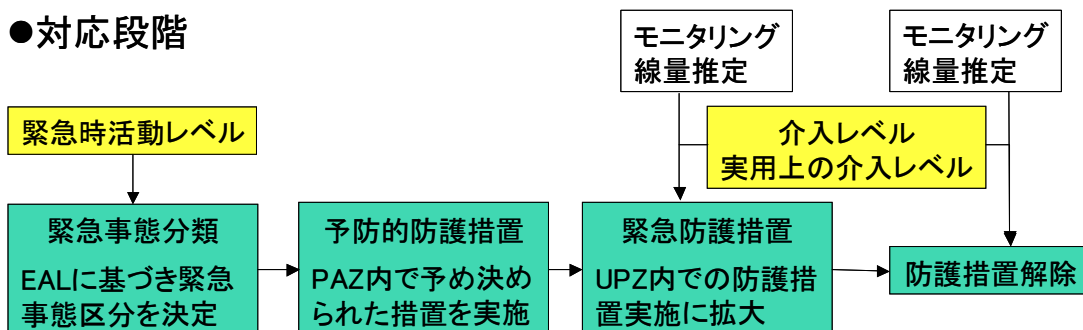 ●対応段階
モニタリング
線量推定
モニタリング
線量推定
緊急時活動レベル
介入レベル
実用上の介入レベル
緊急事態分類
EALに基づき緊急
事態区分を決定
予防的防護措置
PAZ内で予め決め
られた措置を実施
緊急防護措置
UPZ内での防護措
置実施に拡大
防護措置解除